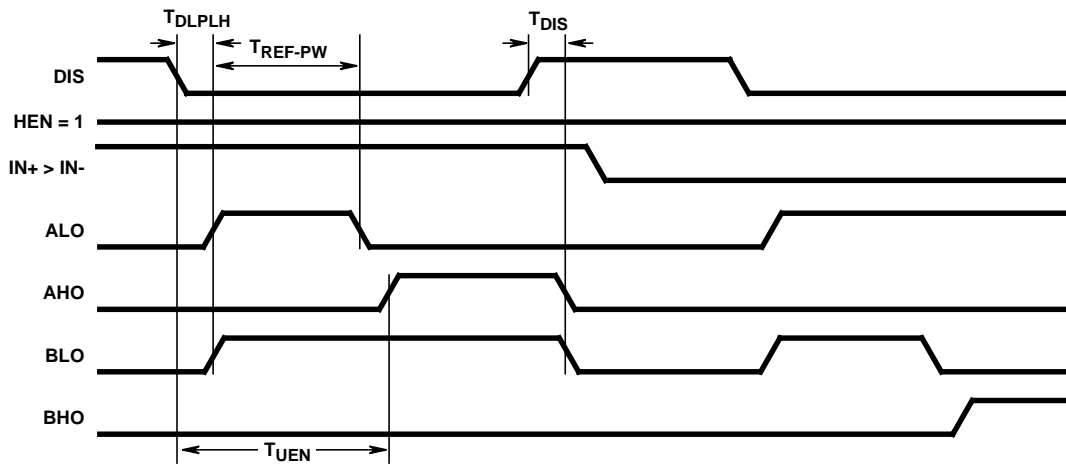 TDLPLH
TREF-PW
TDIS
DIS
HEN = 1
IN+ > IN-
ALO
AHO
BLO
BHO
TUEN